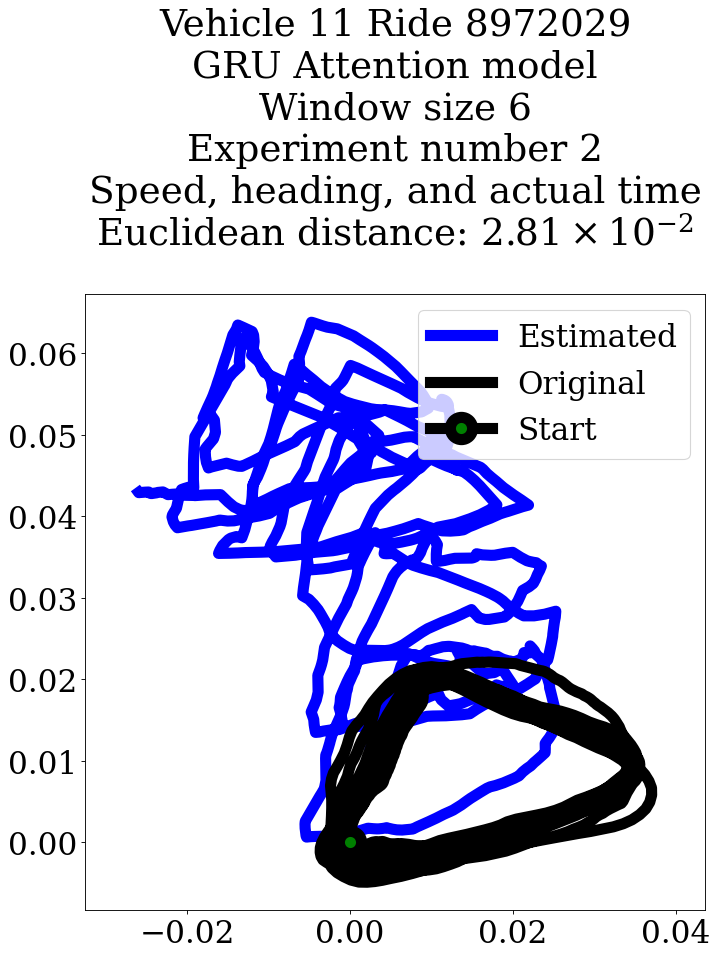 Vehicle 11 Ride 8972029
GRU Attention model
Window size 6
Experiment number 2
Speed, heading, and actual time
Euclidean distance: 2.81 × 10⁻²
Estimated
Original
Start
0.06
0.05
0.04
0.03
0.02
0.01
0.00
−0.02
0.00
0.02
0.04